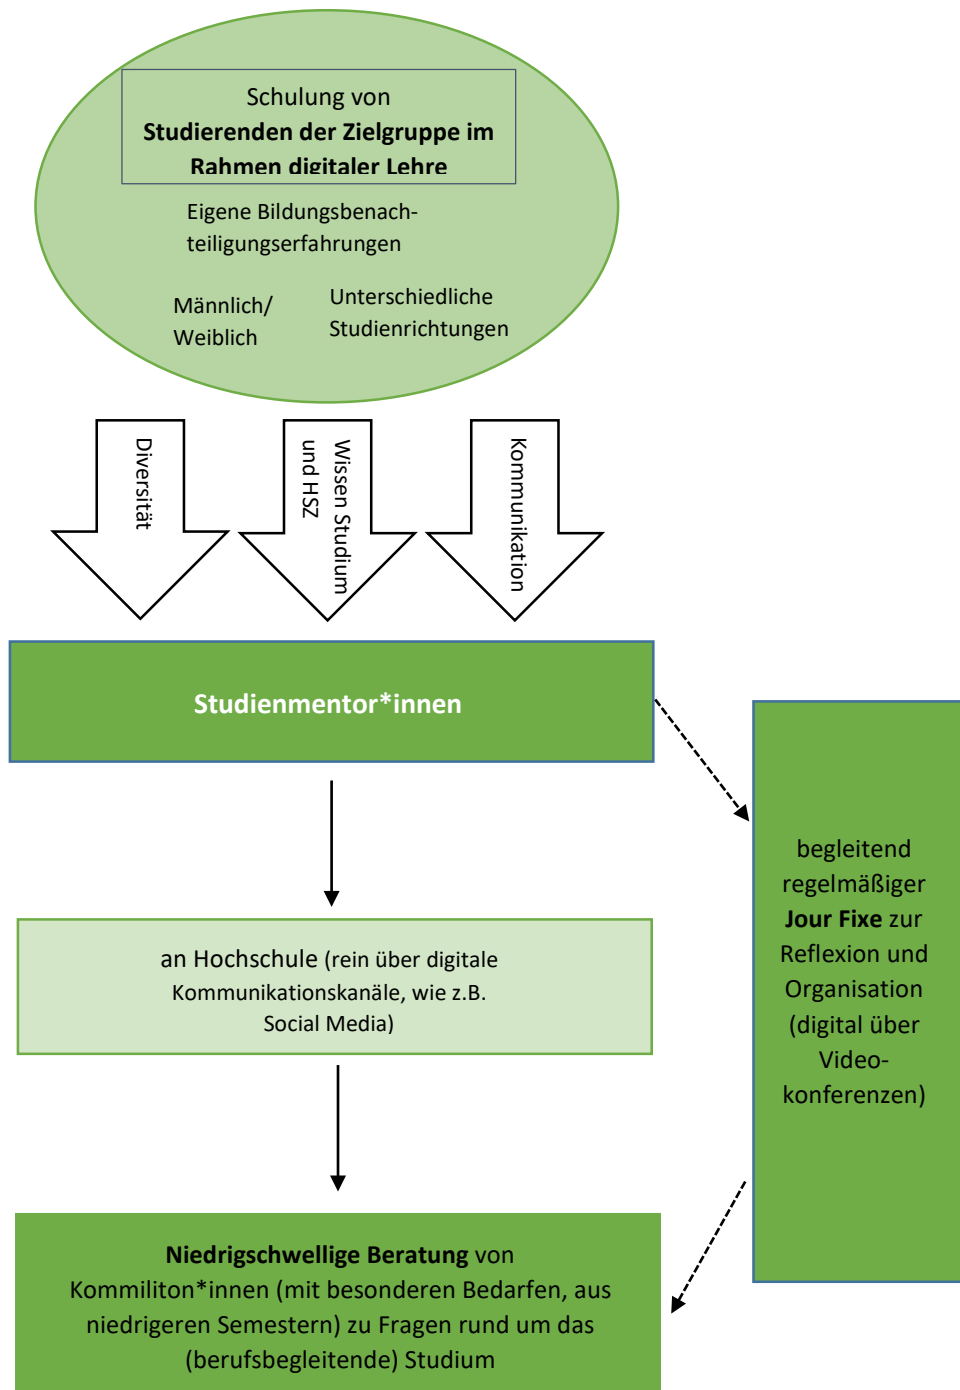 Schulung von
Studierenden der Zielgruppe im
Rahmen digitaler Lehre
Eigene Bildungsbenach-
teiligungserfahrungen
Männlich/
Weiblich
Unterschiedliche
Studienrichtungen
Diversität
Wissen Studium
und HSZ
Kommunikation
Studienmentor*innen
begleitend
regelmäßiger
Jour Fixe zur
Reflexion und
Organisation
(digital über
Video-
konferenzen)
an Hochschule (rein über digitale
Kommunikationskanäle, wie z.B.
Social Media)
Niedrigschwellige Beratung von
Kommiliton*innen (mit besonderen Bedarfen, aus
niedrigeren Semestern) zu Fragen rund um das
(berufsbegleitende) Studium